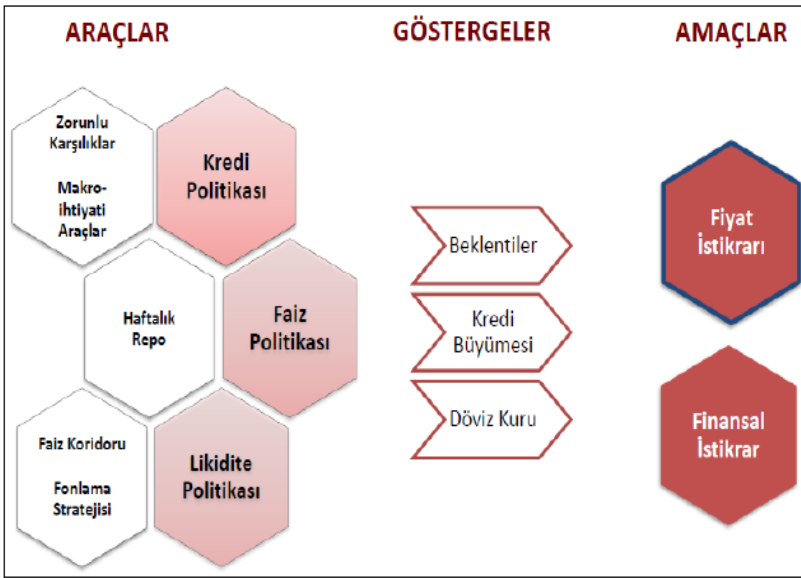 ARAÇLAR
GÖSTERGELER
AMAÇLAR
Zorunlu
Karşılıklar
Makro-
ihtiyati
Araçlar
Kredi
Politikası
Haftalık
Repo
Faiz
Politikası
Faiz Koridoru
Fonlama
Stratejisi
Likidite
Politikası
Beklentiler
Kredi
Büyümesi
Döviz Kuru
Fiyat
İstikrarı
Finansal
İstikrar